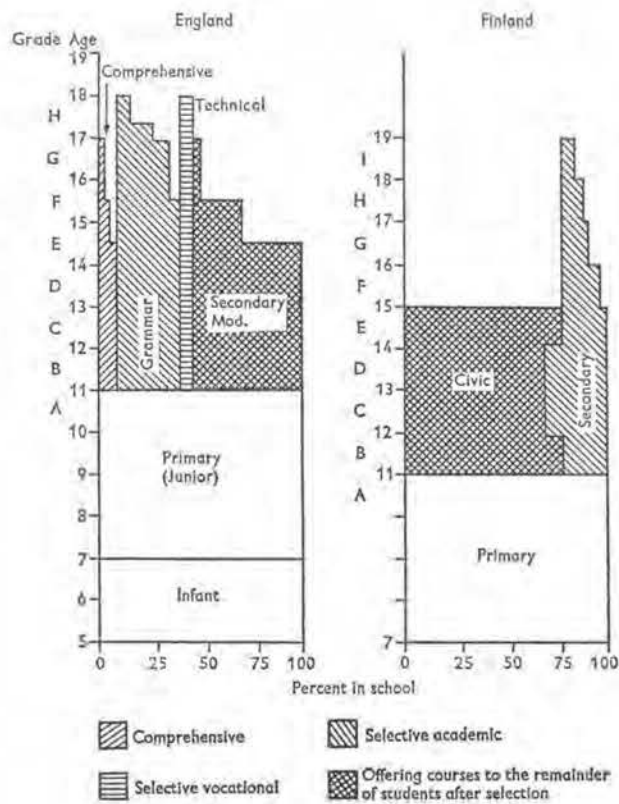 England
Finland
Grade Age
19
Comprehensive
18
Technical
H
17
G
16
F
15
E
14
D
13
C
12
B
11
A
10
9
8
7
6
5
Grammar
Secondary
Mod.
Primary
(Junior)
Infant
0 25 50 75 100
19
I
18
H
17
G
16
F
15
E
14
D
13
C
12
B
11
A
7
Civic
Secondary
Primary
0 25 50 75 100
Percent in school
Comprehensive
Selective academic
Selective vocational
Offering courses to the remainder
of students after selection